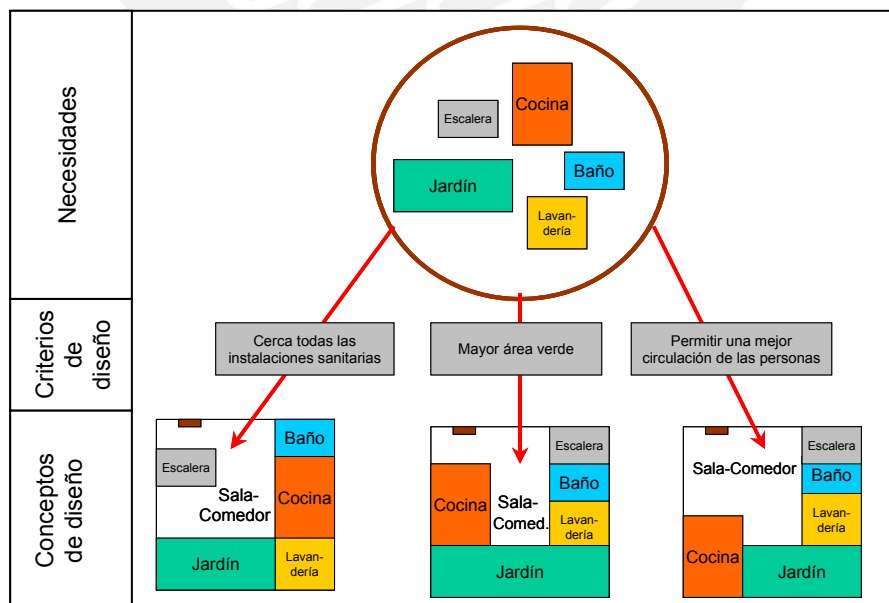 Necesidades
Escalera
Cocina
Jardín
Baño
Lavan-
dería
Criterios
de
diseño
Cerca todas las
instalaciones sanitarias
Mayor área verde
Permitir una mejor
circulación de las personas
Conceptos
de diseño
Baño
Escalera
Cocina
Sala-
Comedor
Jardín
Lavan-
dería
Escalera
Baño
Cocina
Sala-
Comed.
Lavan-
dería
Jardín
Escalera
Sala-Comedor
Baño
Lavan-
dería
Cocina
Jardín